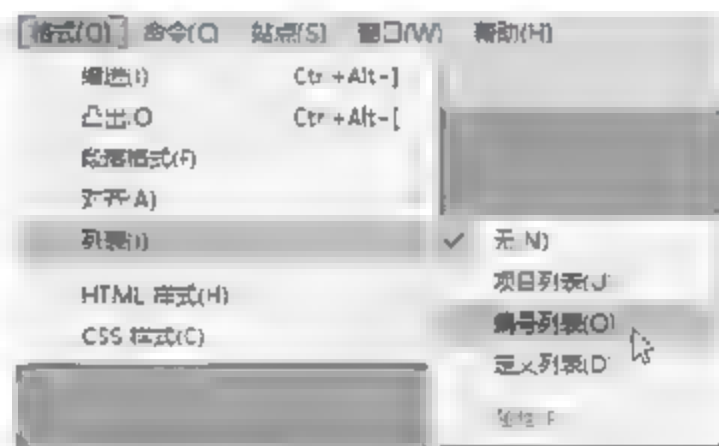 格式(O) 命令(C) 站点(S) 窗口(W) 帮助(H)
缩进(I) Ctrl+Alt+]
凸出(O) Ctrl+Alt+[
段落格式(F)
对齐(A)
列表(I)
无(N)
项目列表(U)
HTML 样式(H)
编号列表(O)
CSS 样式(C)
定义列表(D)